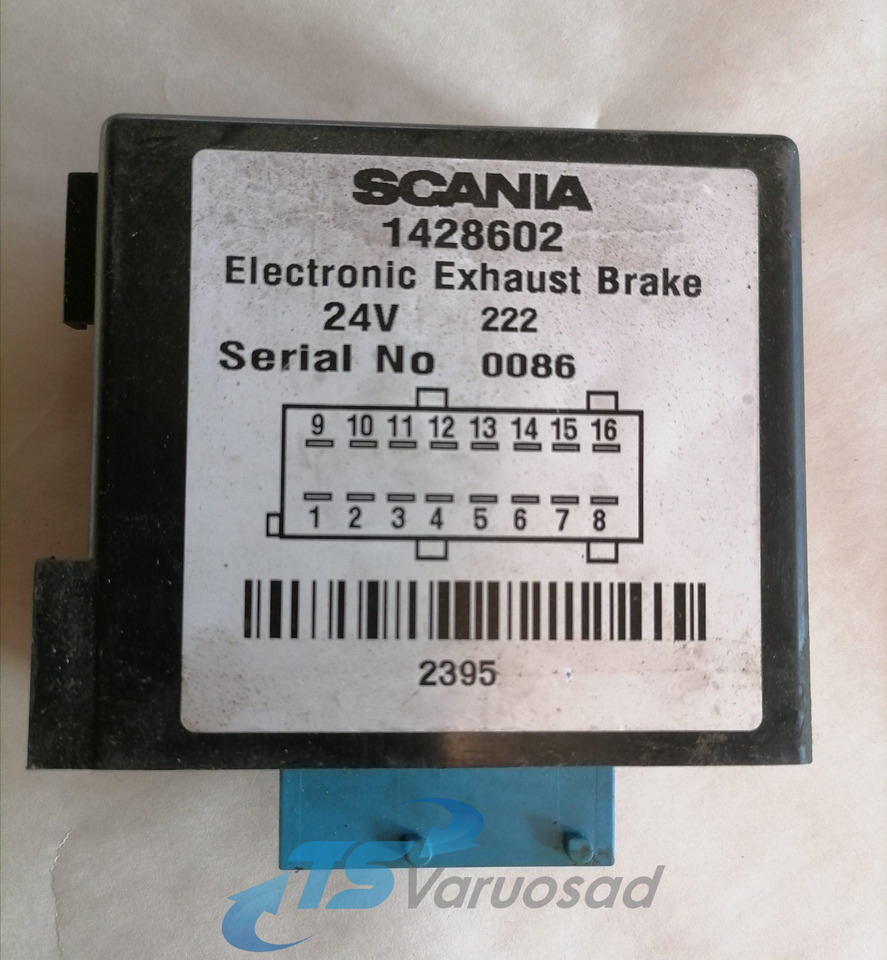 SCANIA
1428602
Electronic Exhaust Brake
24V 222
Serial No 0086
9 10 11 12 13 14 15 16
1 2 3 4 5 6 7 8
2395
TS Varuosad